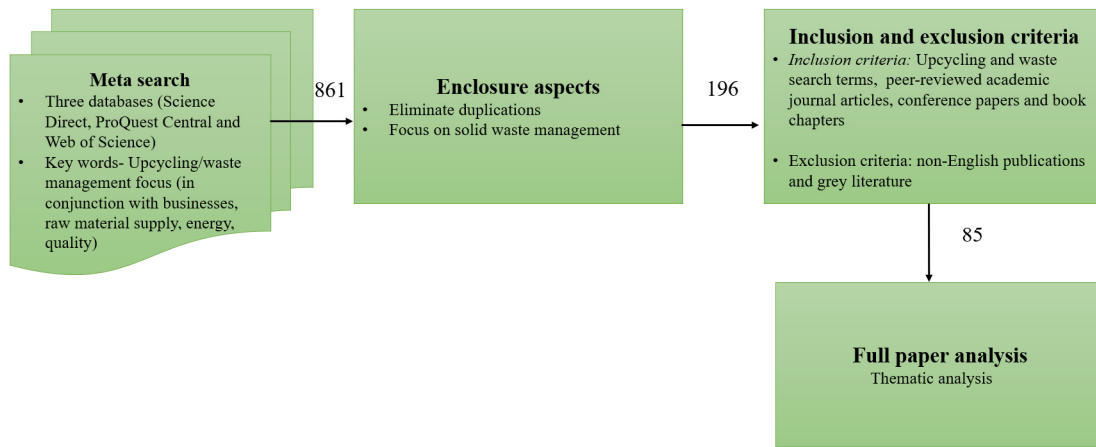 Meta search
• Three databases (Science
Direct, ProQuest Central and
Web of Science)
• Key words- Upcycling/waste
management focus (in
conjunction with businesses,
raw material supply, energy,
quality)
861
Enclosure aspects
• Eliminate duplications
• Focus on solid waste management
196
Inclusion and exclusion criteria
• Inclusion criteria: Upcycling and waste
search terms, peer-reviewed academic
journal articles, conference papers and book
chapters
• Exclusion criteria: non-English publications
and grey literature
85
Full paper analysis
Thematic analysis